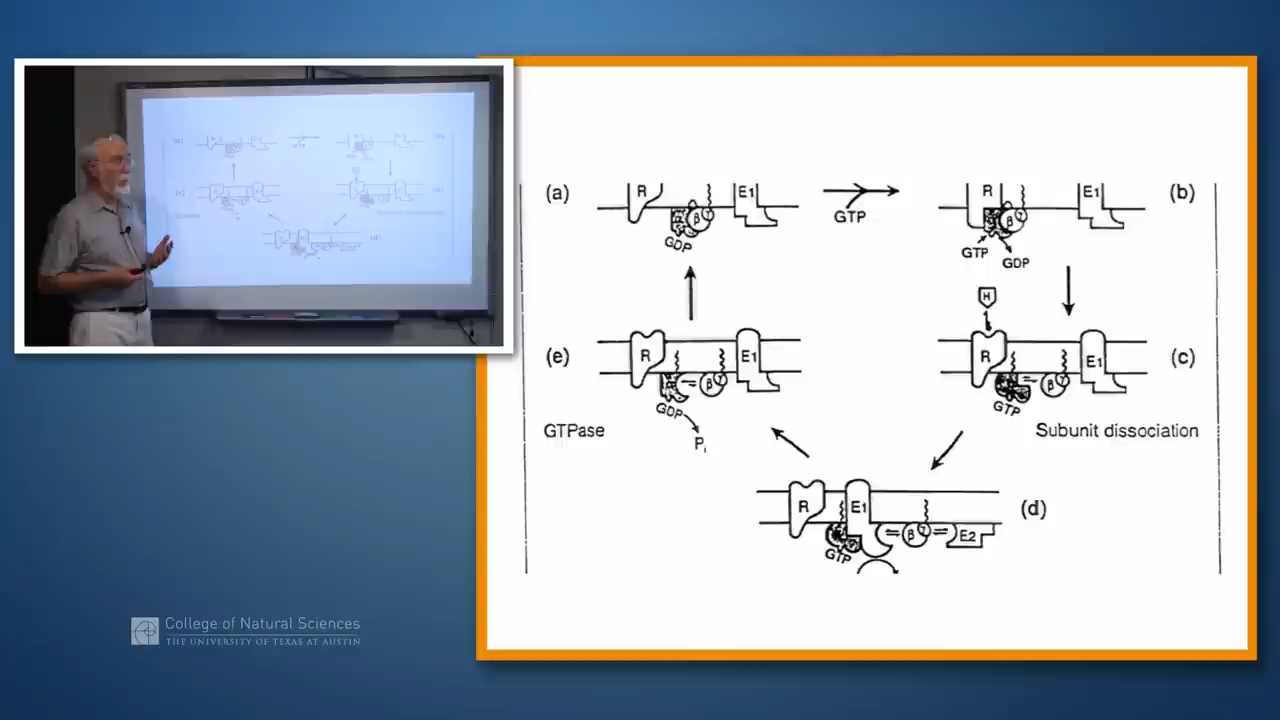 (a)
R
β
γ
E1
GDP
GTP
(b)
R
β
γ
E1
GTP
GDP
H
(e)
R
β
γ
E1
GDP
Pi
GTPase
(c)
R
β
γ
E1
GTP
Subunit dissociation
(d)
R
E1
β
γ
E2
GTP
College of Natural Sciences
THE UNIVERSITY OF TEXAS AT AUSTIN